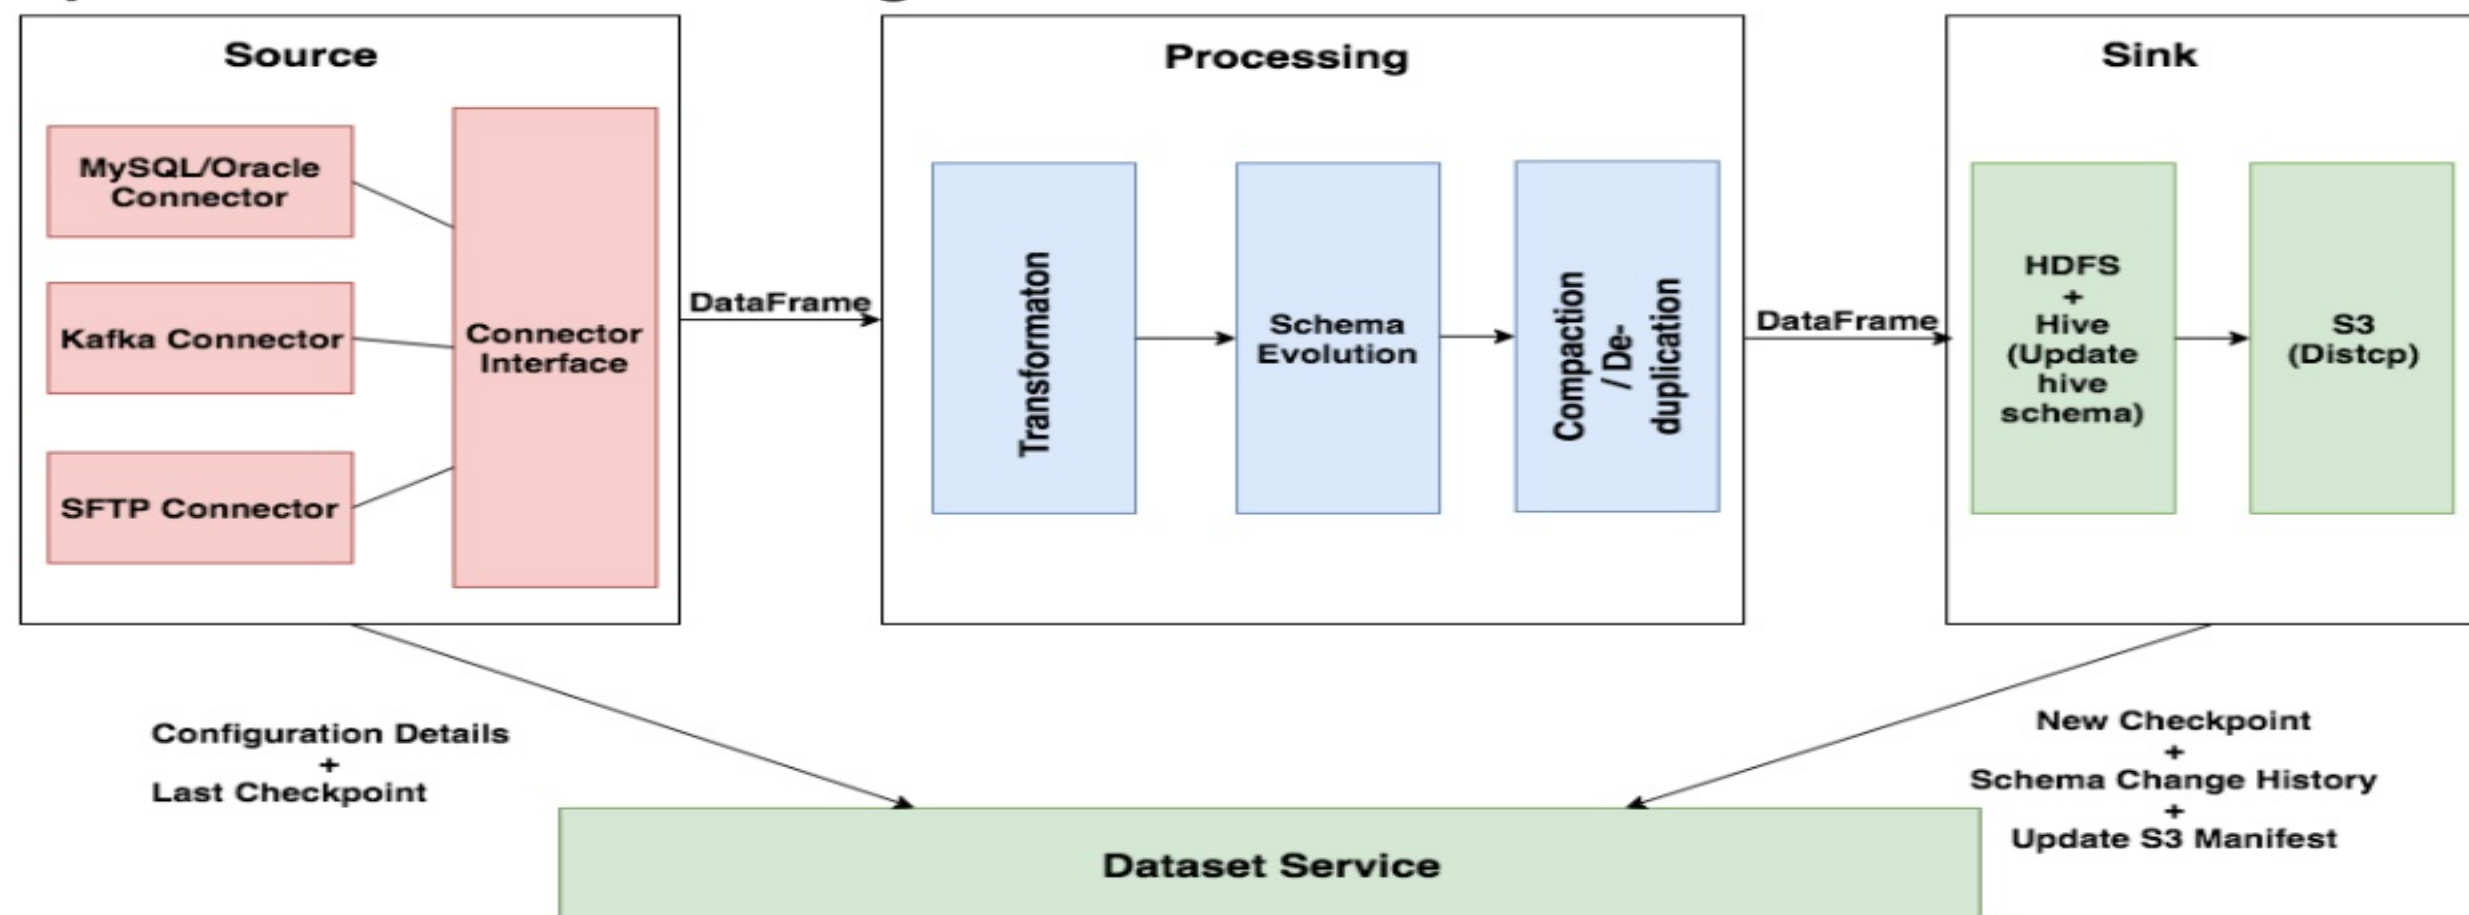 Source
MySQL/Oracle
Connector
Kafka Connector
SFTP Connector
Connector
Interface
DataFrame
Processing
Transformaton
Schema
Evolution
Compaction
/ De-
duplication
DataFrame
Sink
HDFS
+
Hive
(Update
hive
schema)
S3
(Distcp)
Configuration Details
+
Last Checkpoint
New Checkpoint
+
Schema Change History
+
Update S3 Manifest
Dataset Service